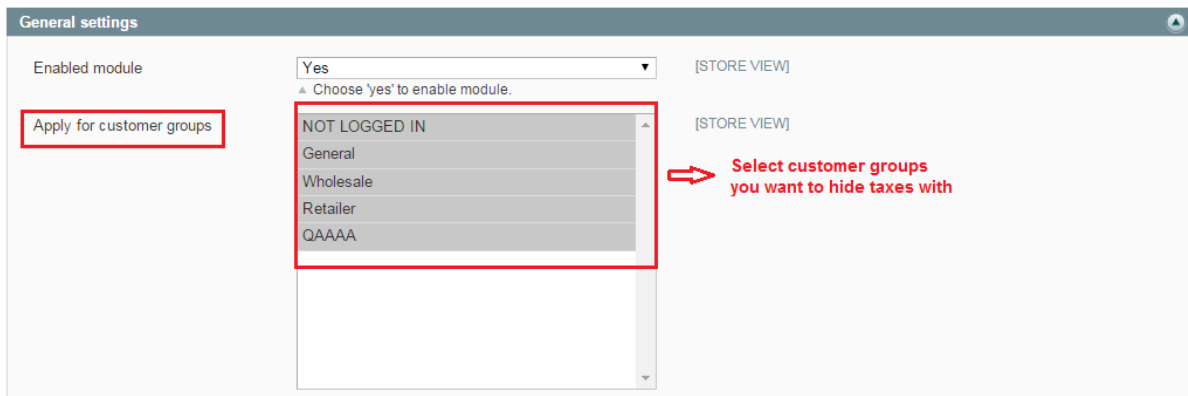 General settings
Enabled module
Yes
[STORE VIEW]
Choose 'yes' to enable module.
Apply for customer groups
NOT LOGGED IN
[STORE VIEW]
General
Wholesale
Retailer
QAAAA
Select customer groups
you want to hide taxes with